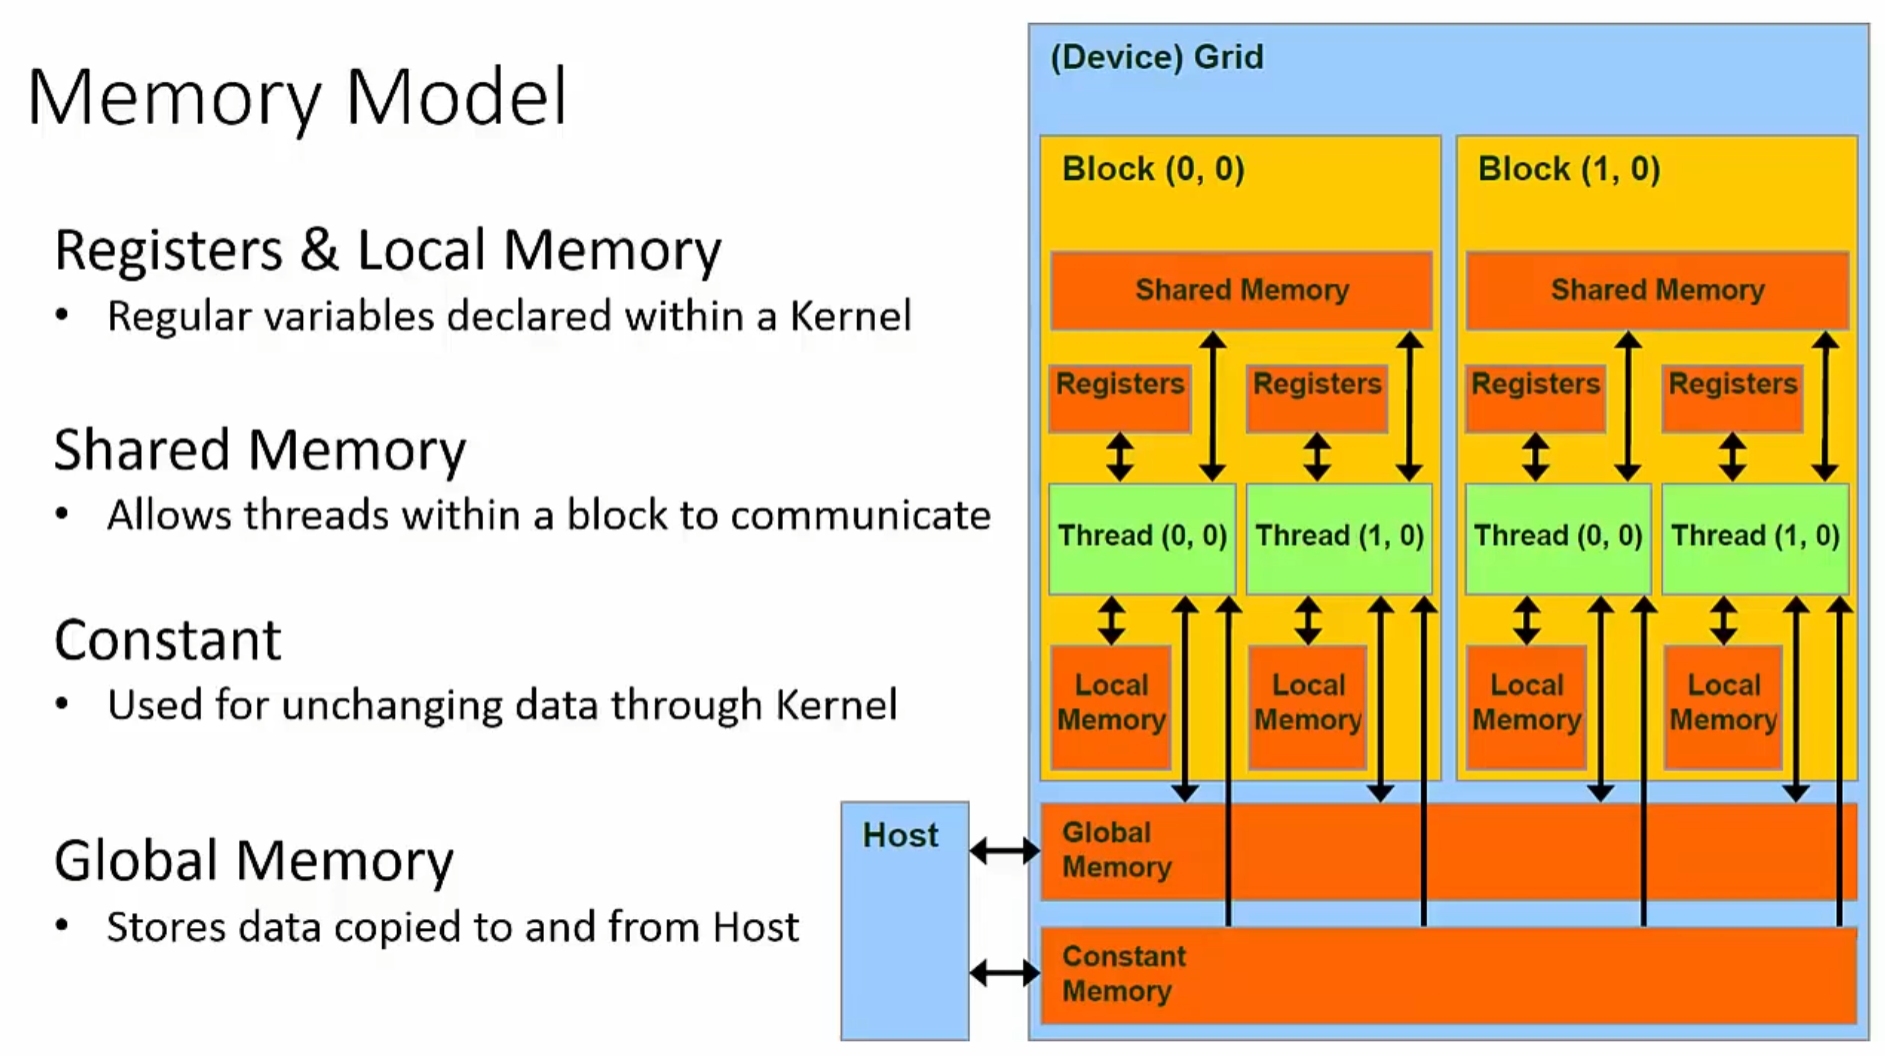 Memory Model
Registers & Local Memory
• Regular variables declared within a Kernel
Shared Memory
• Allows threads within a block to communicate
Constant
• Used for unchanging data through Kernel
Global Memory
• Stores data copied to and from Host
(Device) Grid
Block (0, 0)
Shared Memory
Registers
Registers
Thread (0, 0)
Thread (1, 0)
Local
Memory
Local
Memory
Block (1, 0)
Shared Memory
Registers
Registers
Thread (0, 0)
Thread (1, 0)
Local
Memory
Local
Memory
Host
Global
Memory
Constant
Memory